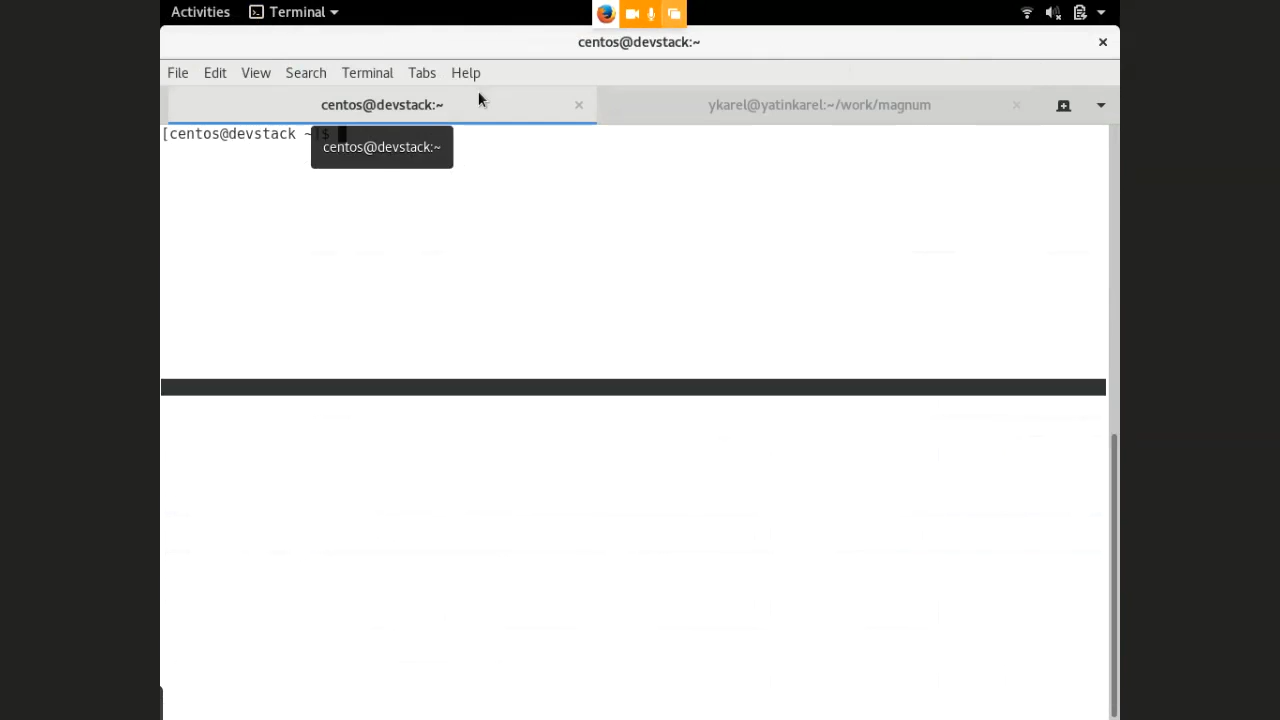 Activities Terminal
centos@devstack:~
File Edit View Search Terminal Tabs Help
centos@devstack:~ ykarel@yatinkarel:~/work/magnum
[centos@devstack ~]$
centos@devstack:~